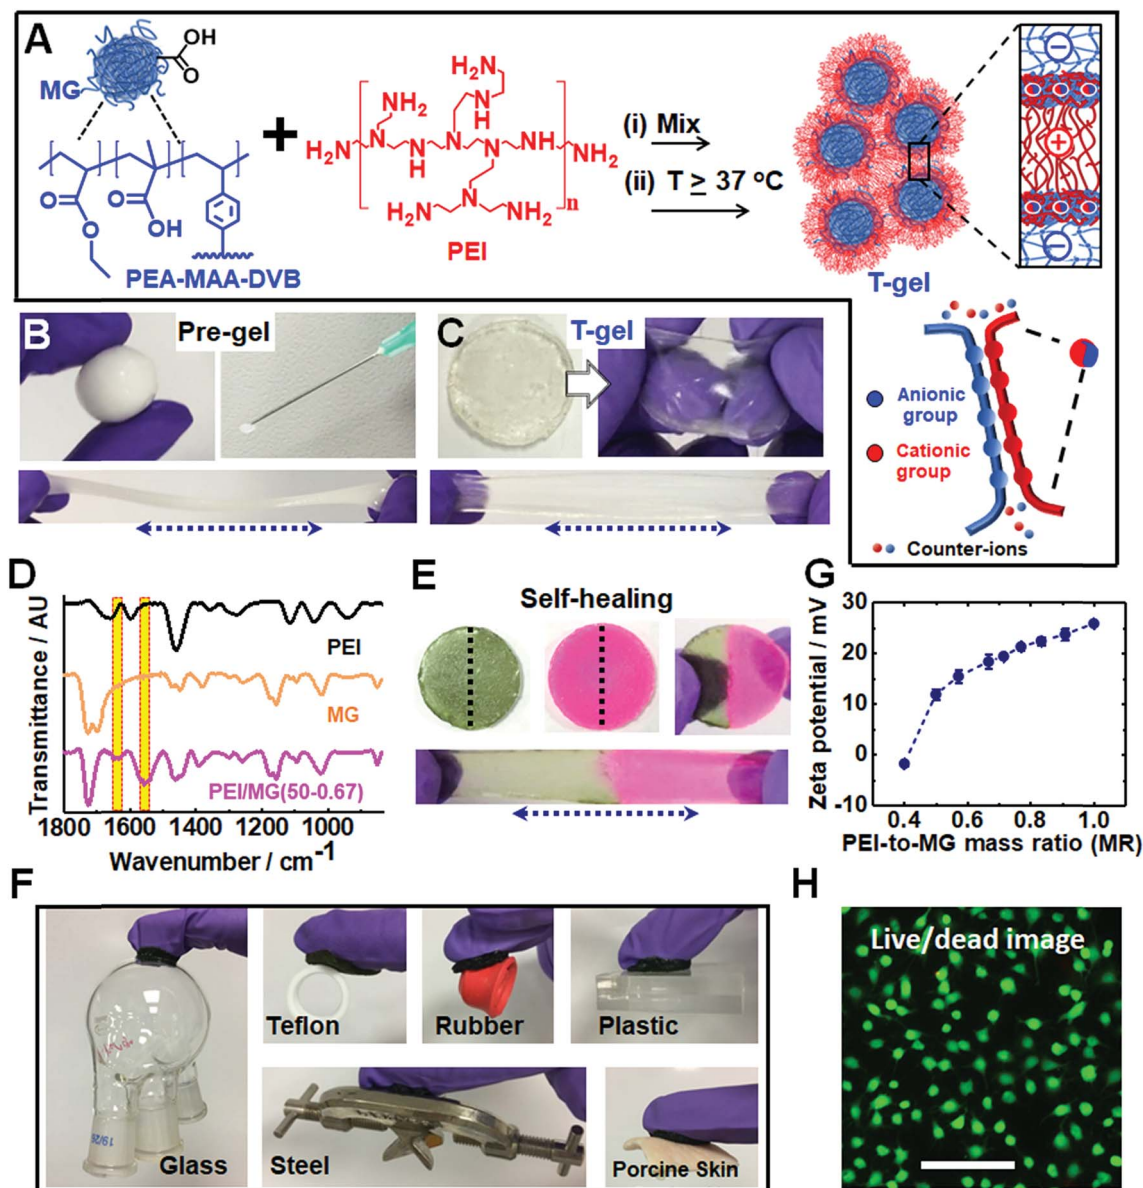 A
MG
OH
O
O
O
O
OH
PEA-MAA-DVB
+
H₂N
NH₂
NH
H
N
N
N
N
H₂N
N
H
NH
NH₂
N
H₂N
NH₂
n
PEI
(i) Mix
(ii) T ≥ 37 °C
T-gel
−
+
−
Anionic
group
Cationic
group
Counter-ions
B
Pre-gel
C
T-gel
D
Transmittance / AU
PEI
MG
PEI/MG(50-0.67)
1800 1600 1400 1200 1000
Wavenumber / cm⁻¹
E
Self-healing
G
Zeta potential / mV
30
20
10
0
-10
0.4 0.6 0.8 1.0
PEI-to-MG mass ratio (MR)
F
Glass
Teflon
Rubber
Plastic
Steel
Porcine Skin
H
Live/dead image